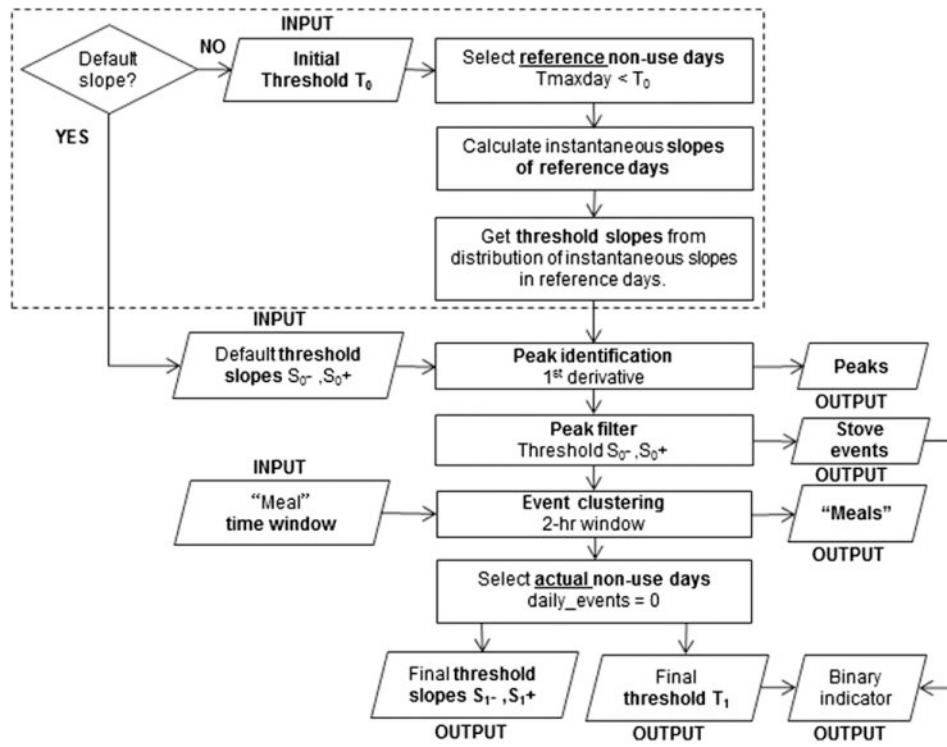 INPUT
Default
slope?
NO
Initial
Threshold T₀
Select reference non-use days
Tmaxday < T₀
YES
Calculate instantaneous slopes
of reference days
Get threshold slopes from
distribution of instantaneous slopes
in reference days.
INPUT
Default threshold
slopes S₀- ,S₀+
Peak identification
1st derivative
Peaks
OUTPUT
Peak filter
Threshold S₀- ,S₀+
Stove
events
OUTPUT
INPUT
“Meal”
time window
Event clustering
2-hr window
“Meals”
OUTPUT
Select actual non-use days
daily_events = 0
Final threshold
slopes S₁- ,S₁+
OUTPUT
Final
threshold T₁
OUTPUT
Binary
indicator
OUTPUT